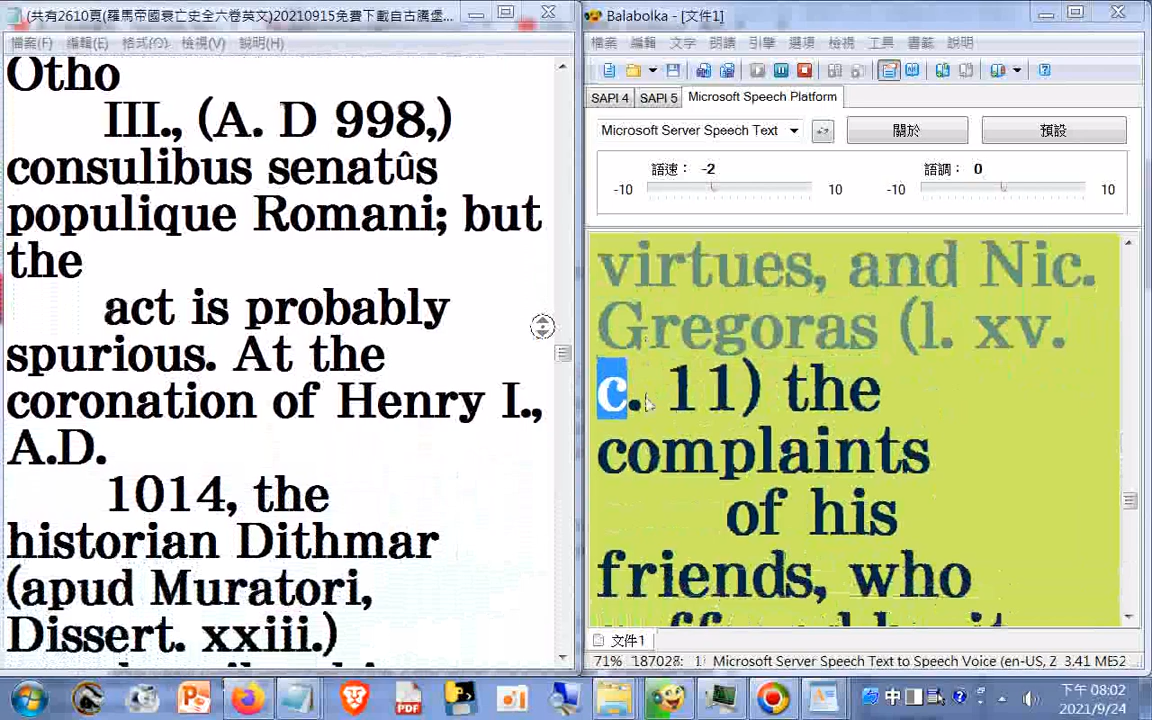 (共有2610頁(羅馬帝國衰亡史全六卷英文)20210915免費下載自古騰堡...
檔案(F) 編輯(E) 格式(O) 檢視(V) 說明(H)
Otho
III., (A. D 998,)
consulibus senatûs
populique Romani; but
the
act is probably
spurious. At the
coronation of Henry I.,
A.D.
1014, the
historian Dithmar
(apud Muratori,
Dissert. xxiii.)
Balabolka - [文件1]
檔案 編輯 文字 朗讀 引擎 選項 檢視 工具 書籤 說明
SAPI 4 SAPI 5 Microsoft Speech Platform
Microsoft Server Speech Text 關於 預設
語速： -2 語調： 0
-10 10 -10 10
virtues, and Nic.
Gregoras (l. xv.
c. 11) the
complaints
of his
friends, who
文件1
71% 187028: 1 Microsoft Server Speech Text to Speech Voice (en-US, Z 3.41 ME52
PDF 中 下午 08:02
2021/9/24